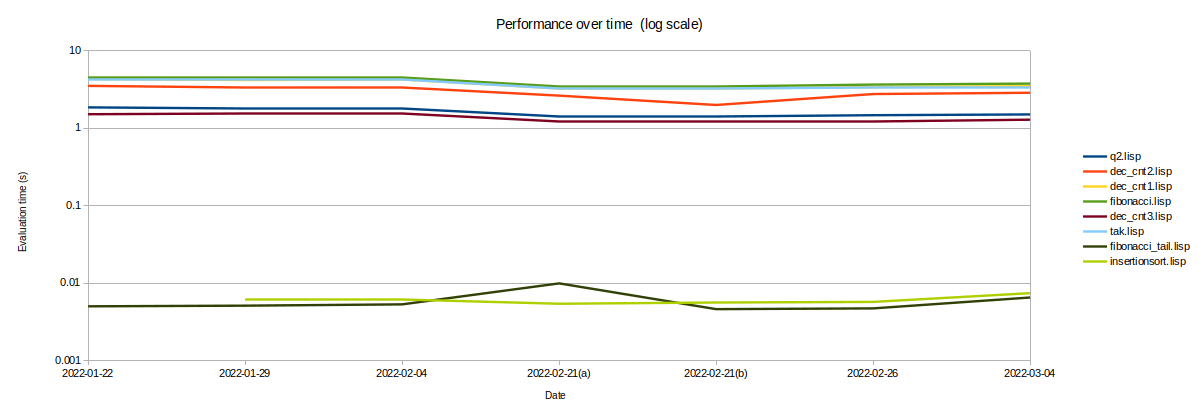 Performance over time (log scale)
10
1
0.1
0.01
0.001
Evaluation time (s)
2022-01-22
2022-01-29
2022-02-04
2022-02-21(a)
2022-02-21(b)
2022-02-26
2022-03-04
Date
q2.lisp
dec_cnt2.lisp
dec_cnt1.lisp
fibonacci.lisp
dec_cnt3.lisp
tak.lisp
fibonacci_tail.lisp
insertionsort.lisp